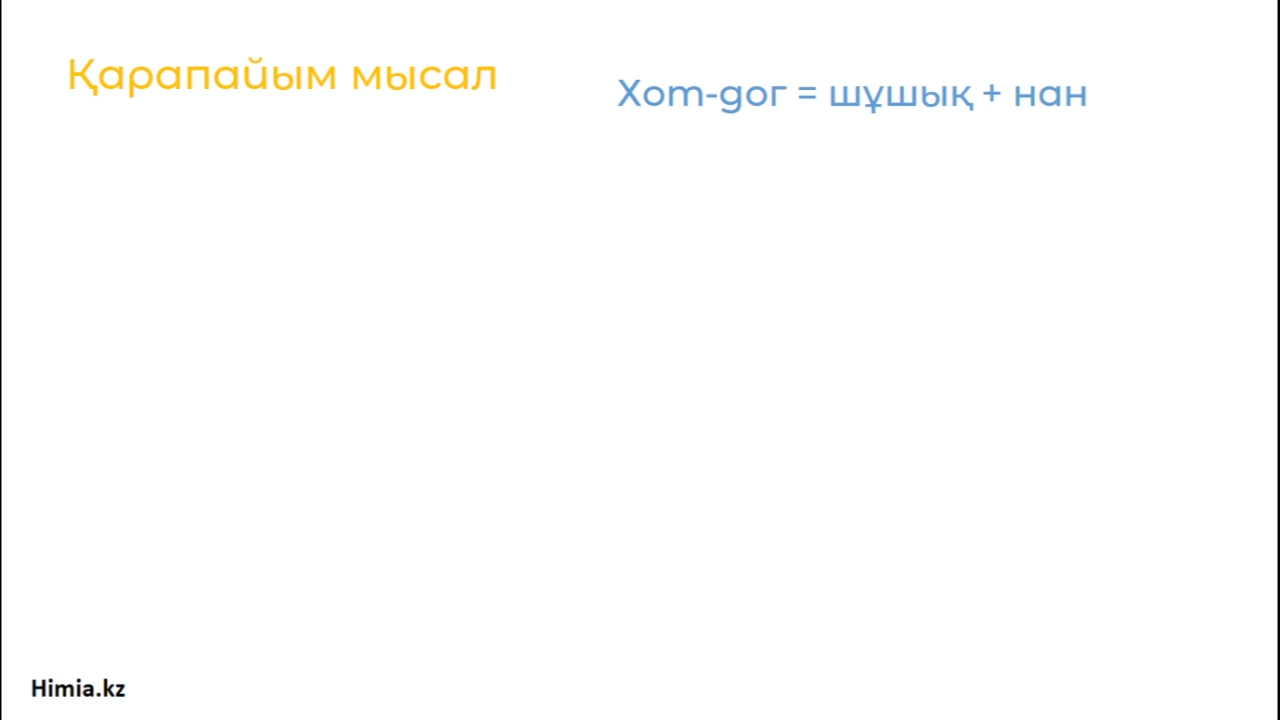 Қарапайым мысал
Хот-дог = шұшық + нан
Himia.kz